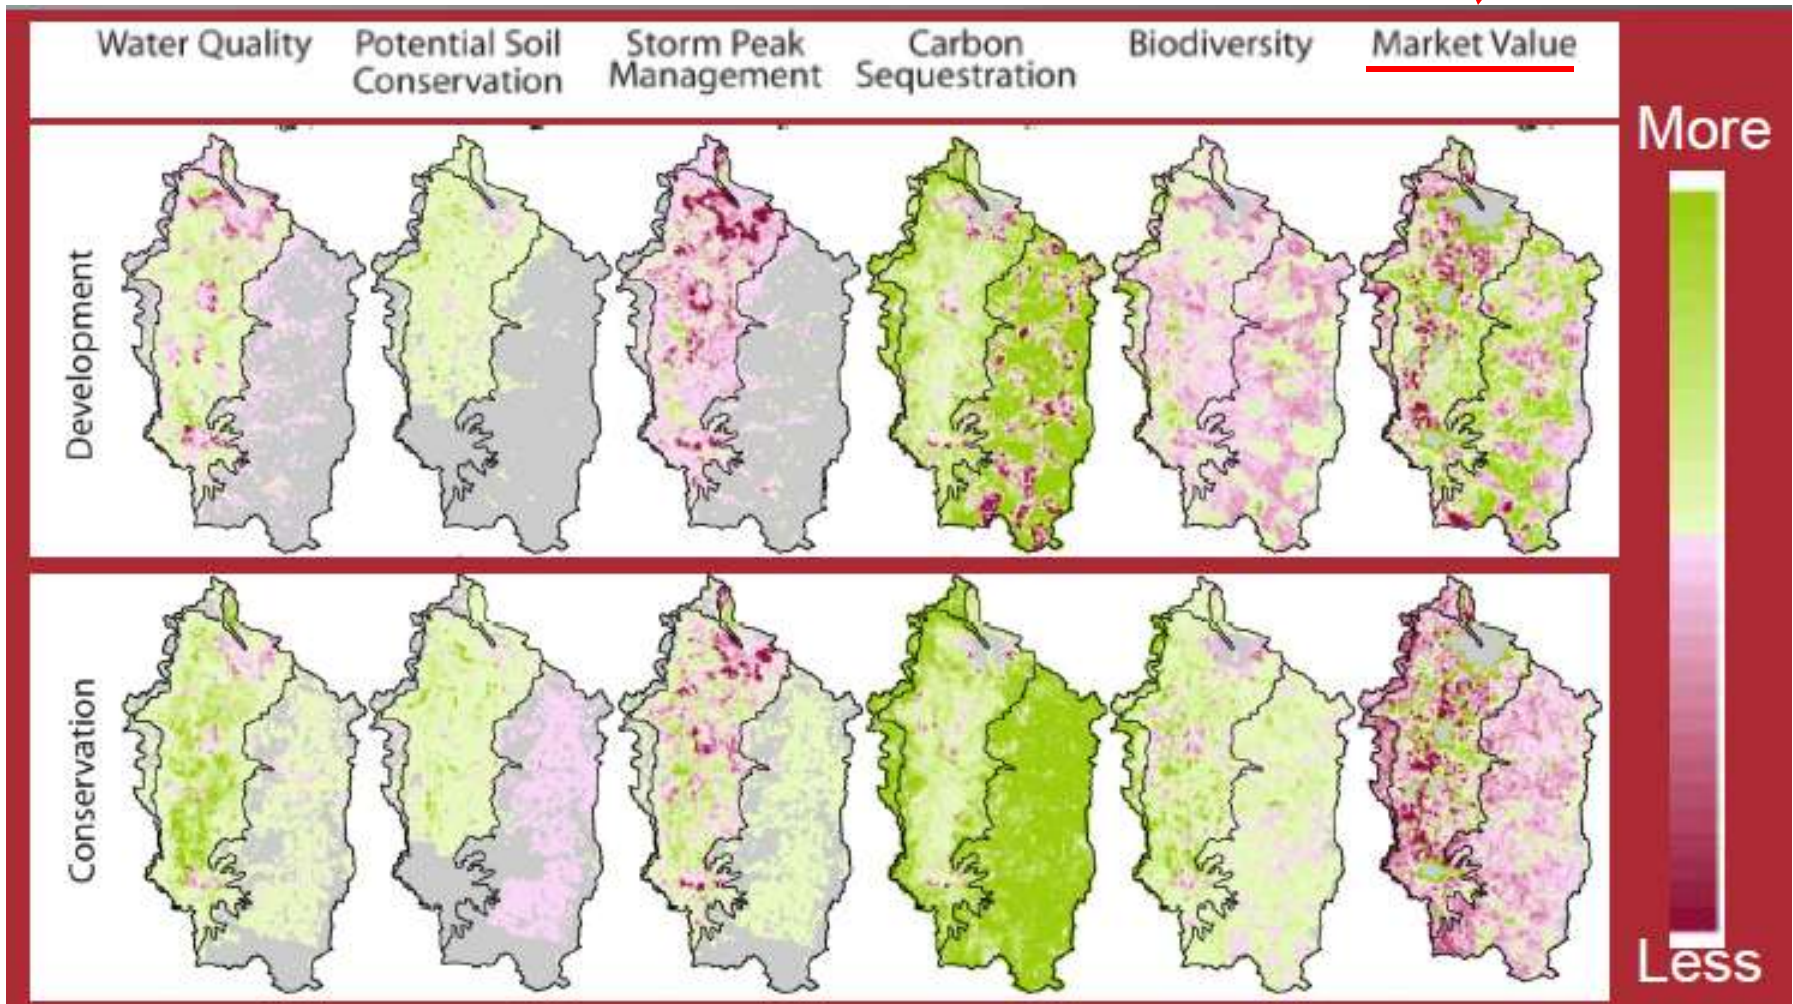 Water Quality
Potential Soil
Conservation
Storm Peak
Management
Carbon
Sequestration
Biodiversity
Market Value
More
Development
Conservation
Less